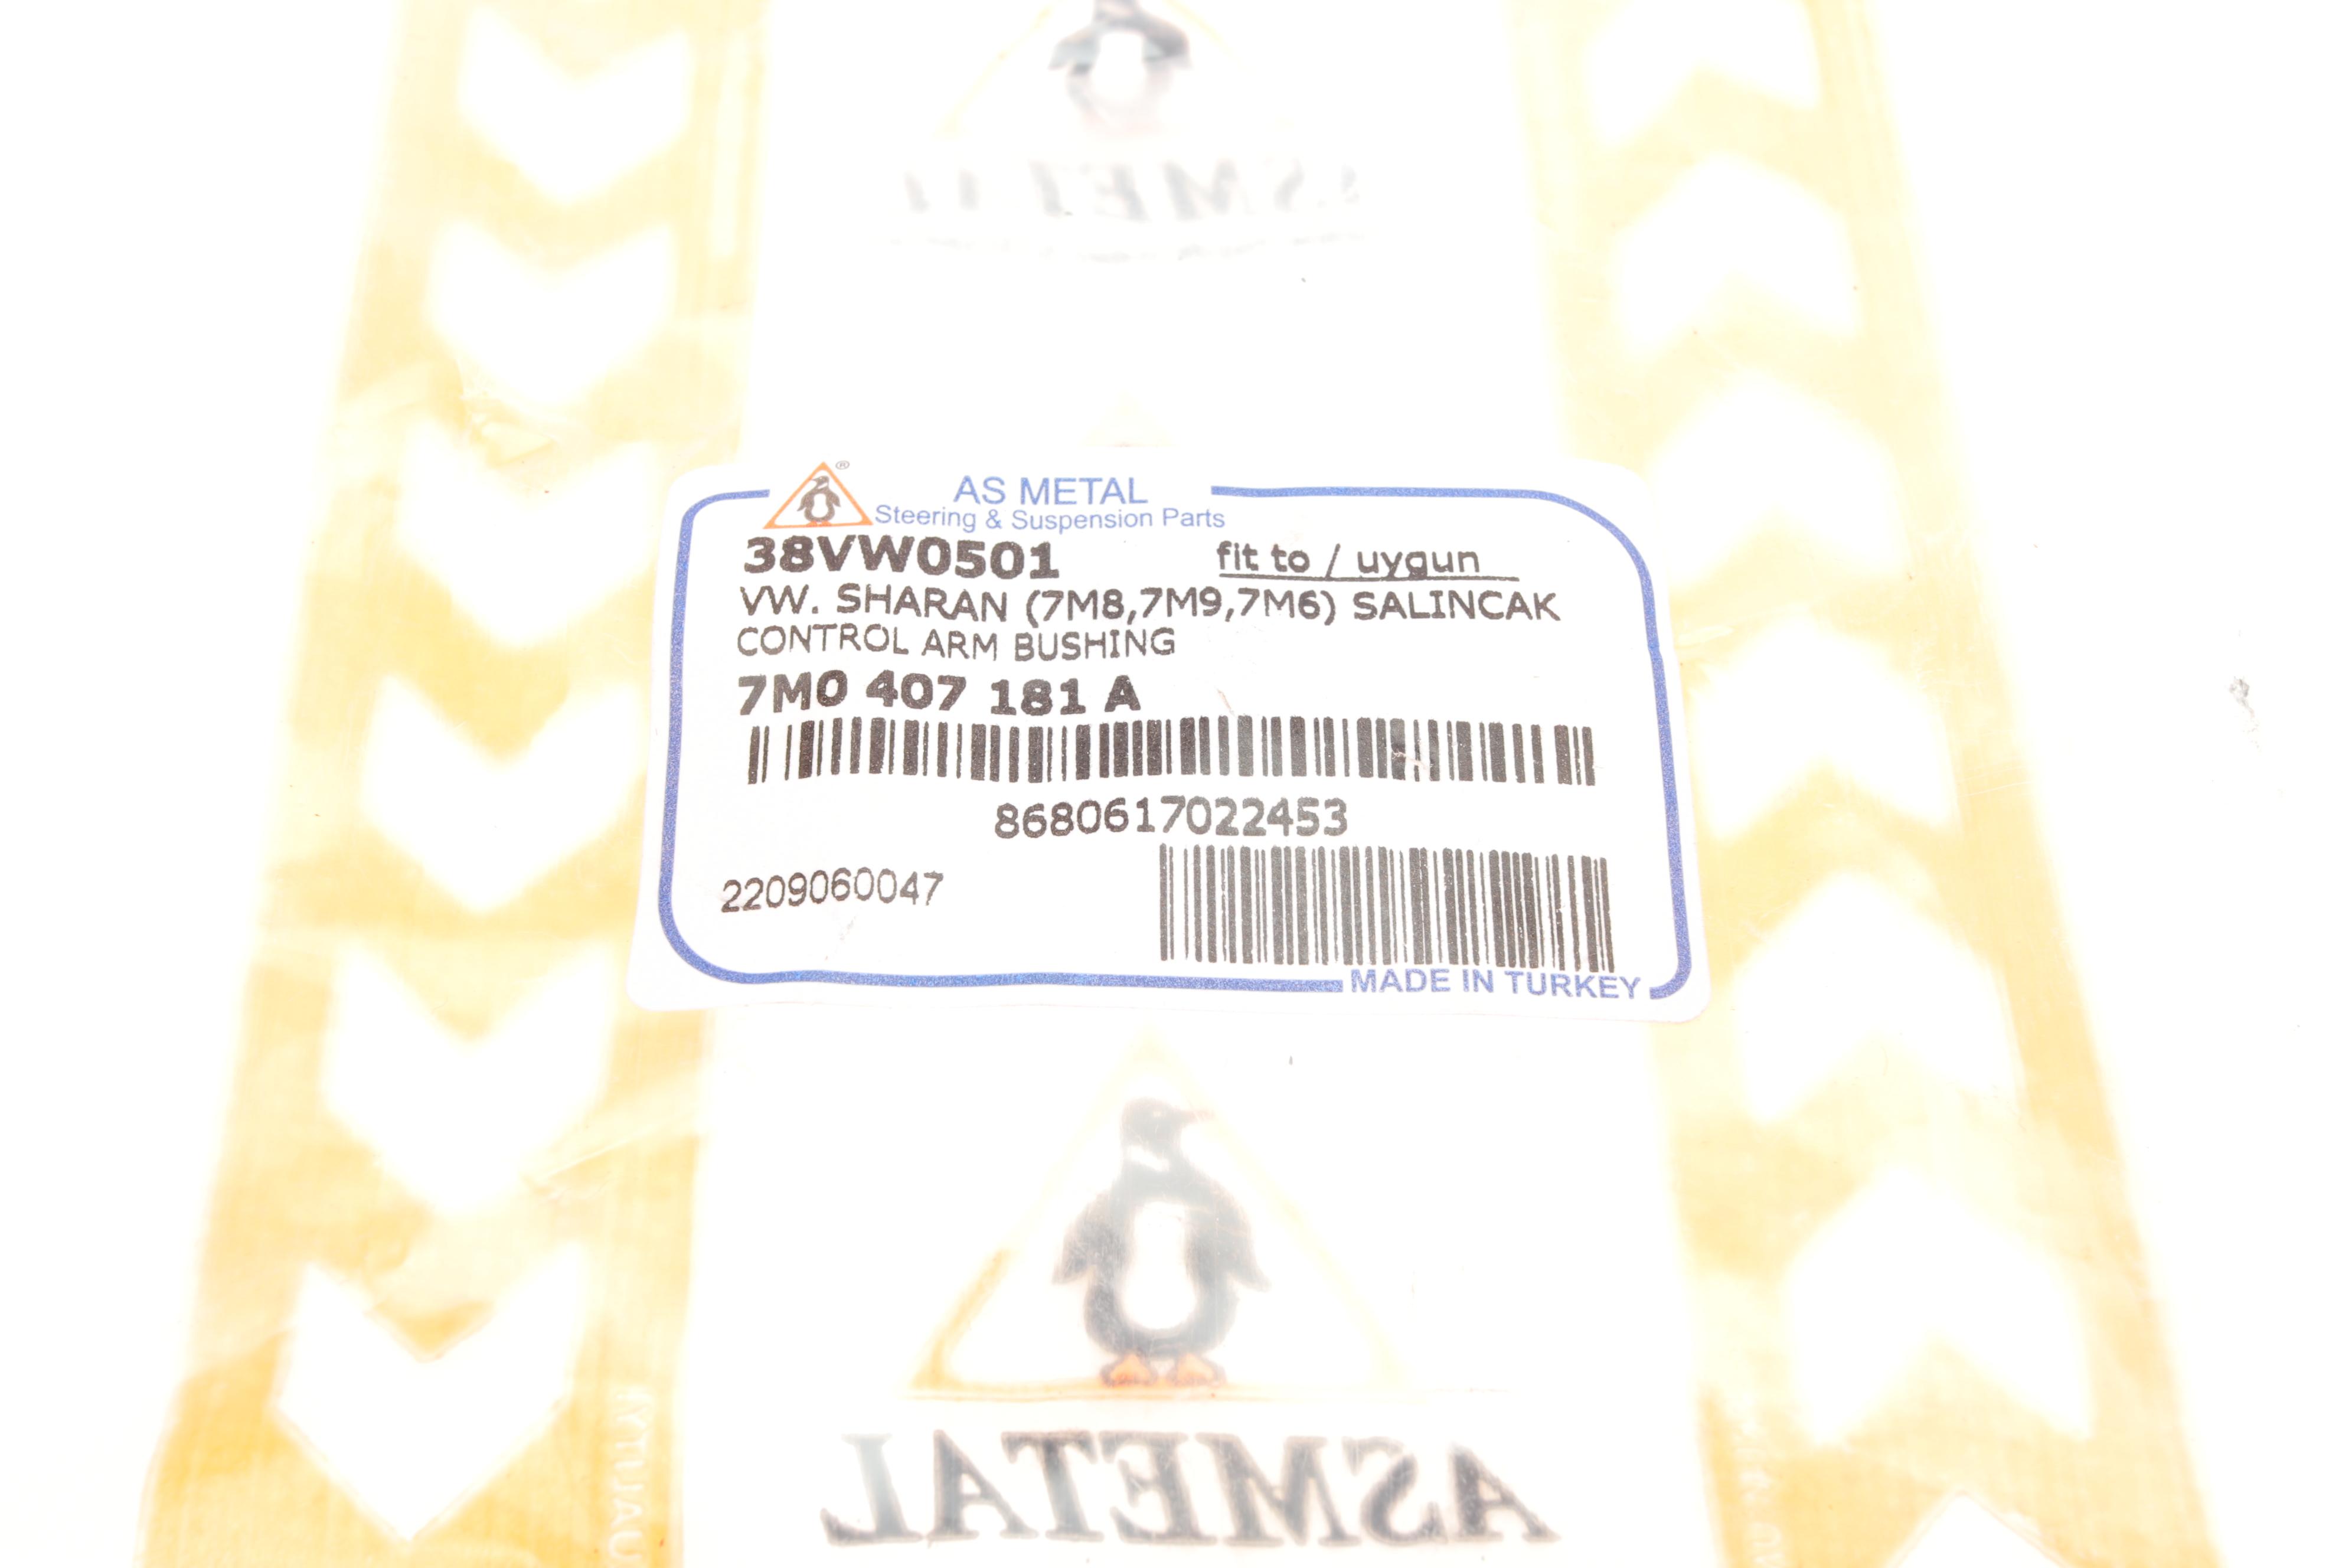 ASMET
®
AS METAL
Steering & Suspension Parts
38VW0501 fit to / uygun
VW. SHARAN (7M8,7M9,7M6) SALINCAK
CONTROL ARM BUSHING
7M0 407 181 A
8680617022453
2209060047
MADE IN TURKEY
ASMETAL